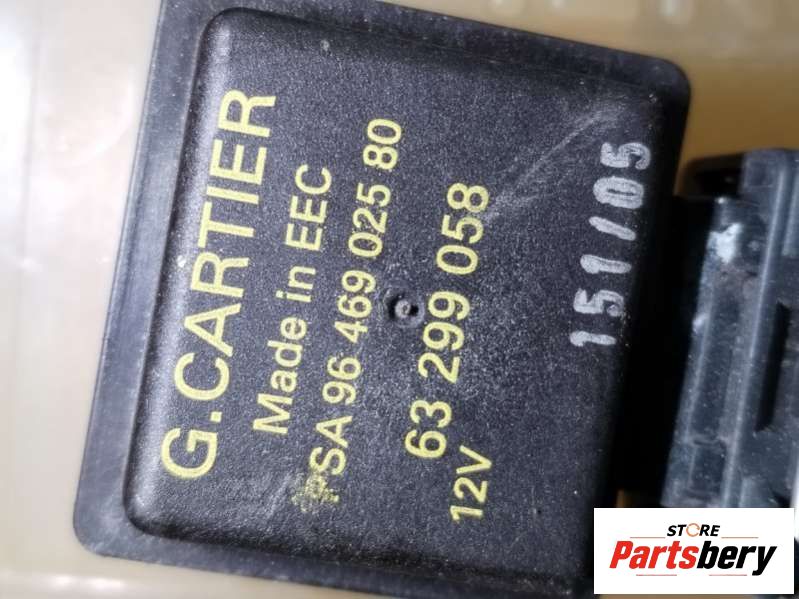 G.CARTIER
Made in EEC
PSA 96 469 025 80
63 299 058
12V
151/05
STORE
Partsbery